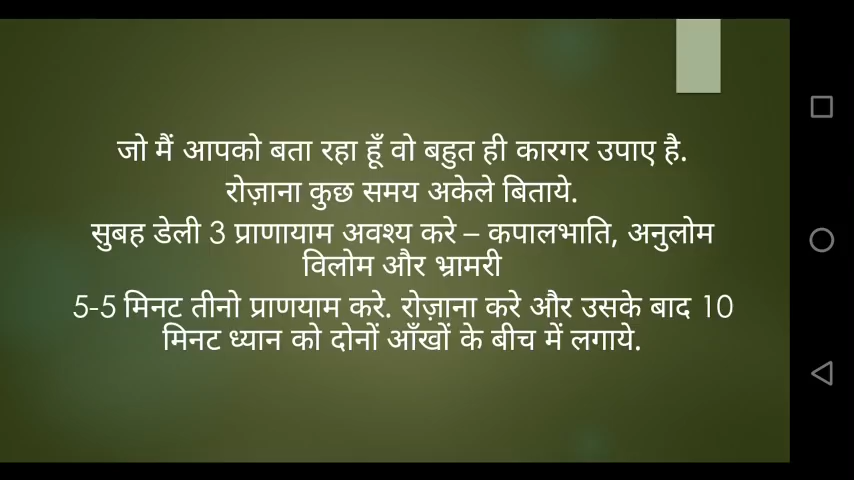 जो मैं आपको बता रहा हूँ वो बहुत ही कारगर उपाए है.
रोज़ाना कुछ समय अकेले बिताये.
सुबह डेली 3 प्राणायाम अवश्य करे – कपालभाति, अनुलोम
विलोम और भ्रामरी
5-5 मिनट तीनो प्राणयाम करे. रोज़ाना करे और उसके बाद 10
मिनट ध्यान को दोनों आँखों के बीच में लगाये.